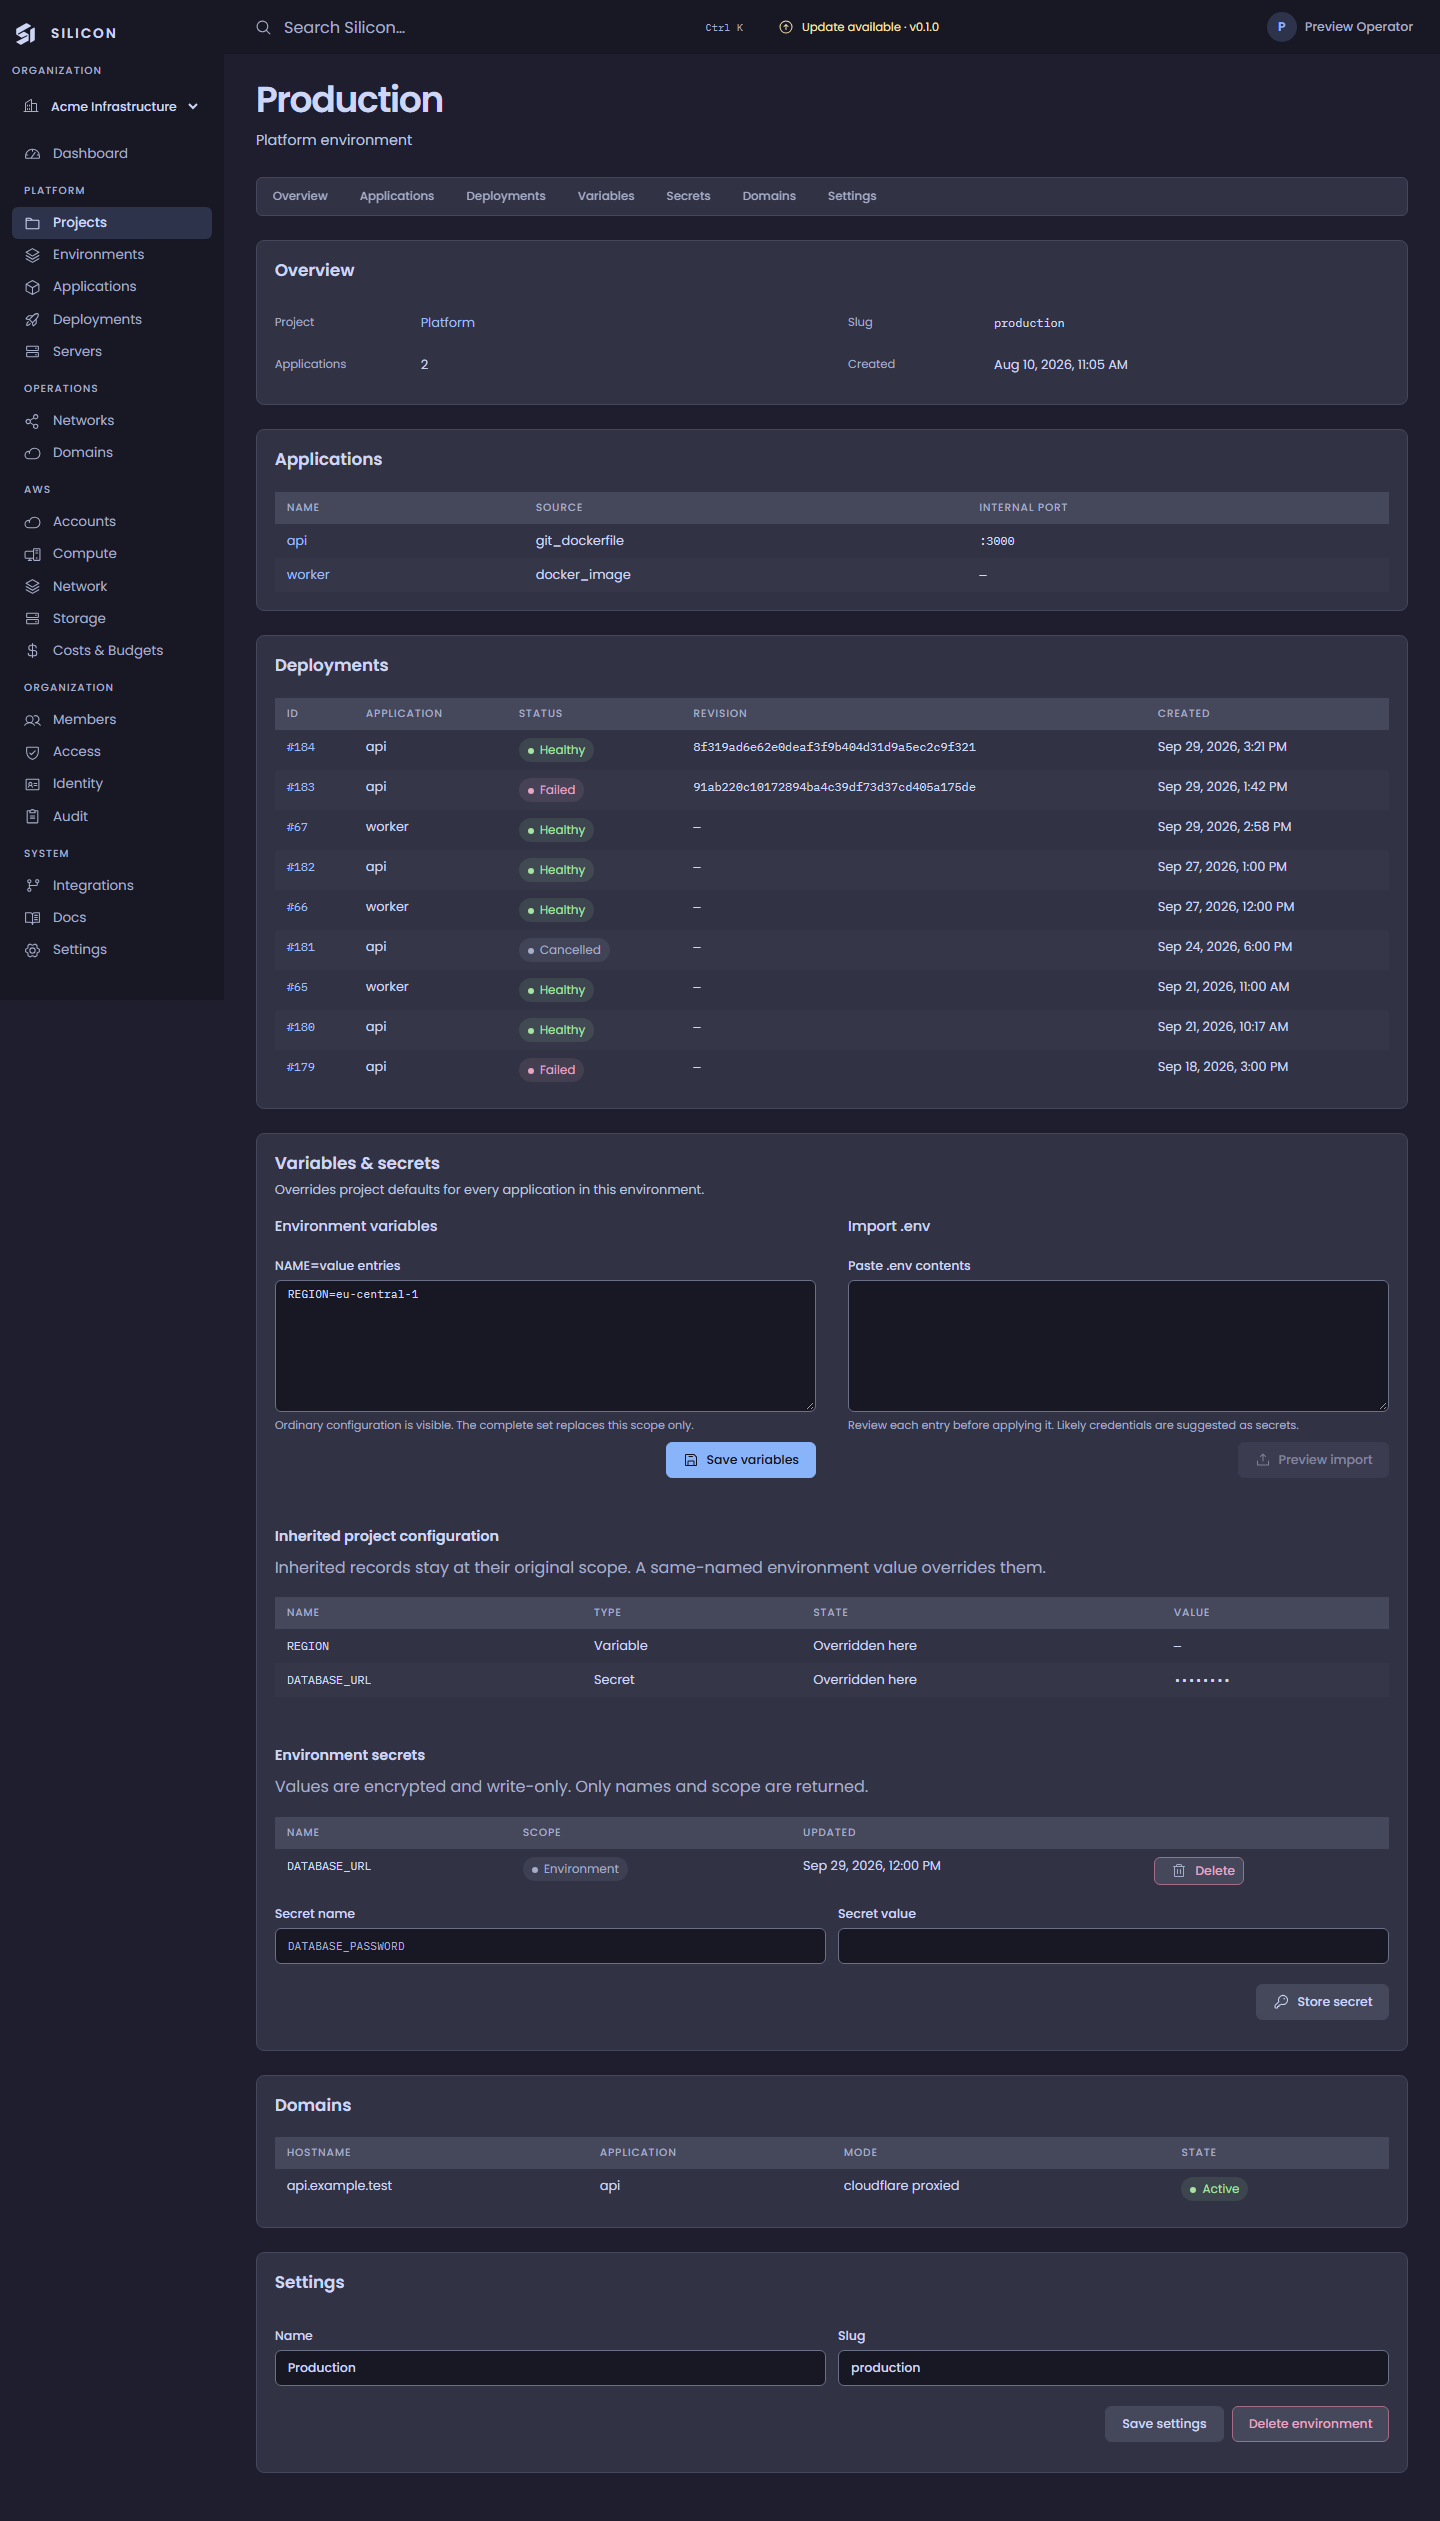 SILICON
Search Silicon...
Ctrl K
Update available · v0.1.0
P
Preview Operator
ORGANIZATION
Acme Infrastructure
Dashboard
PLATFORM
Projects
Environments
Applications
Deployments
Servers
OPERATIONS
Networks
Domains
AWS
Accounts
Compute
Network
Storage
Costs & Budgets
ORGANIZATION
Members
Access
Identity
Audit
SYSTEM
Integrations
Docs
Settings
Production
Platform environment
Overview Applications Deployments Variables Secrets Domains Settings
Overview
Project Platform Slug production
Applications 2 Created Aug 10, 2026, 11:05 AM
Applications
NAME SOURCE INTERNAL PORT
api git_dockerfile :3000
worker docker_image —
Deployments
ID APPLICATION STATUS REVISION CREATED
#184 api Healthy 8f319ad6e62e0deaf3f9b404d31d9a5ec2c9f321 Sep 29, 2026, 3:21 PM
#183 api Failed 91ab220c10172894ba4c39df73d37cd405a175de Sep 29, 2026, 1:42 PM
#67 worker Healthy — Sep 29, 2026, 2:58 PM
#182 api Healthy — Sep 27, 2026, 1:00 PM
#66 worker Healthy — Sep 27, 2026, 12:00 PM
#181 api Cancelled — Sep 24, 2026, 6:00 PM
#65 worker Healthy — Sep 21, 2026, 11:00 AM
#180 api Healthy — Sep 21, 2026, 10:17 AM
#179 api Failed — Sep 18, 2026, 3:00 PM
Variables & secrets
Overrides project defaults for every application in this environment.
Environment variables
NAME=value entries
REGION=eu-central-1
Ordinary configuration is visible. The complete set replaces this scope only.
Save variables
Import .env
Paste .env contents
Review each entry before applying it. Likely credentials are suggested as secrets.
Preview import
Inherited project configuration
Inherited records stay at their original scope. A same-named environment value overrides them.
NAME TYPE STATE VALUE
REGION Variable Overridden here —
DATABASE_URL Secret Overridden here ••••••••
Environment secrets
Values are encrypted and write-only. Only names and scope are returned.
NAME SCOPE UPDATED
DATABASE_URL Environment Sep 29, 2026, 12:00 PM Delete
Secret name Secret value
DATABASE_PASSWORD
Store secret
Domains
HOSTNAME APPLICATION MODE STATE
api.example.test api cloudflare proxied Active
Settings
Name Slug
Production production
Save settings Delete environment